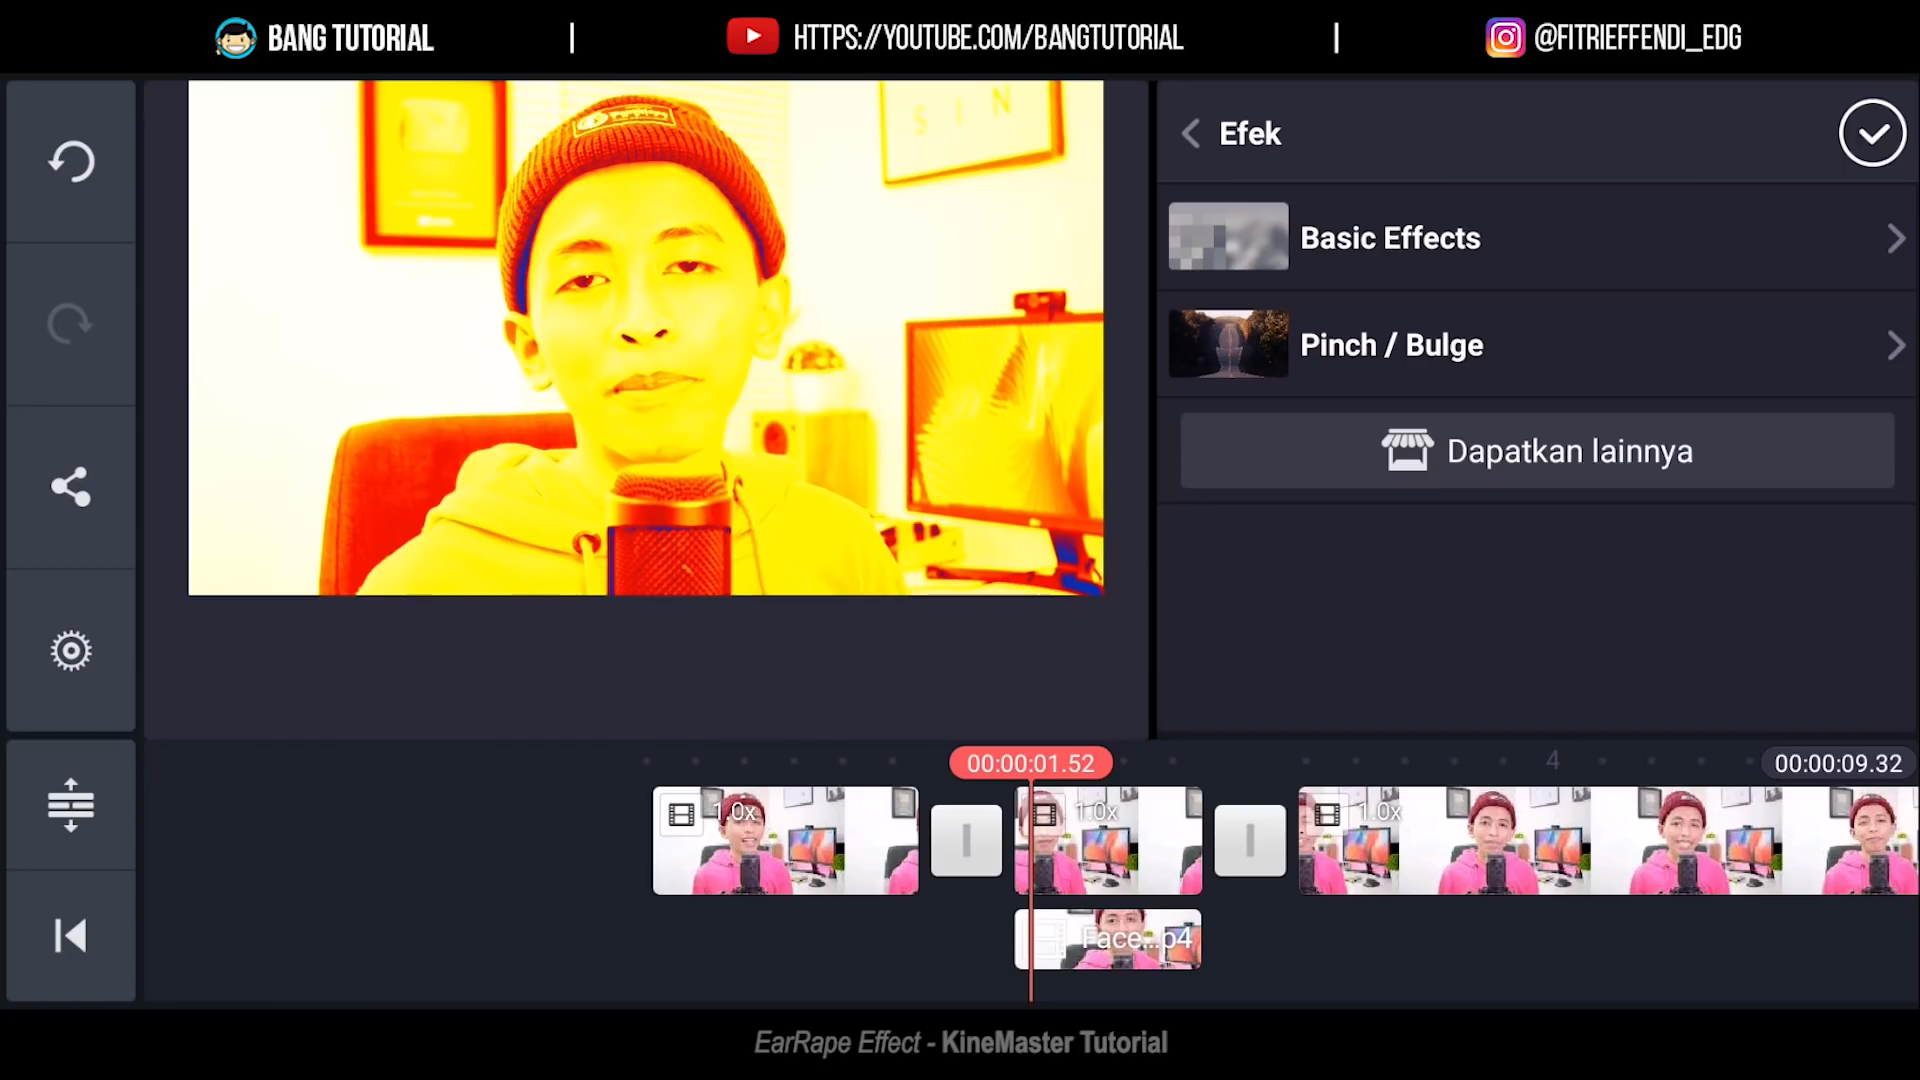 BANG TUTORIAL | HTTPS://YOUTUBE.COM/BANGTUTORIAL | @FITRIEFFENDI_EDG
SIN
Efek
Basic Effects
Pinch / Bulge
Dapatkan lainnya
00:00:01.52
4
00:00:09.32
1.0x
1.0x
1.0x
Face...p4
EarRape Effect - KineMaster Tutorial